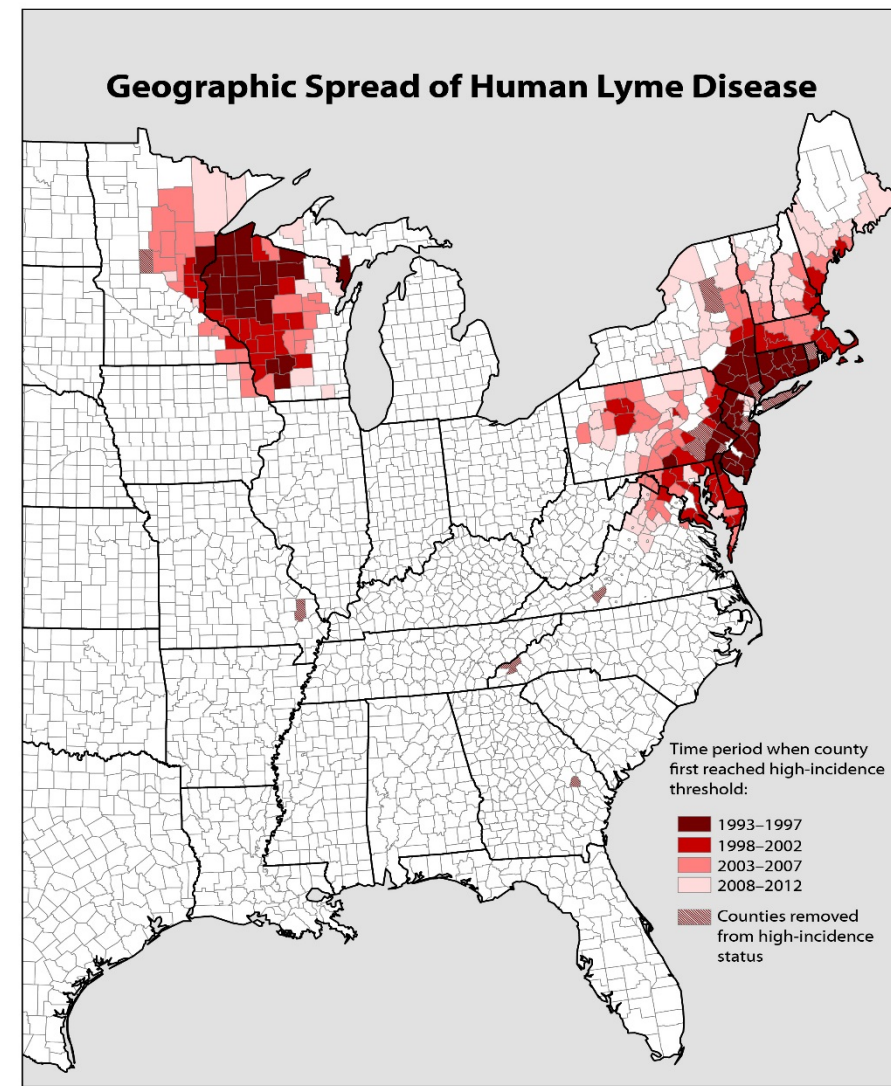 Geographic Spread of Human Lyme Disease
Time period when county
first reached high-incidence
threshold:
1993–1997
1998–2002
2003–2007
2008–2012
Counties removed
from high-incidence
status